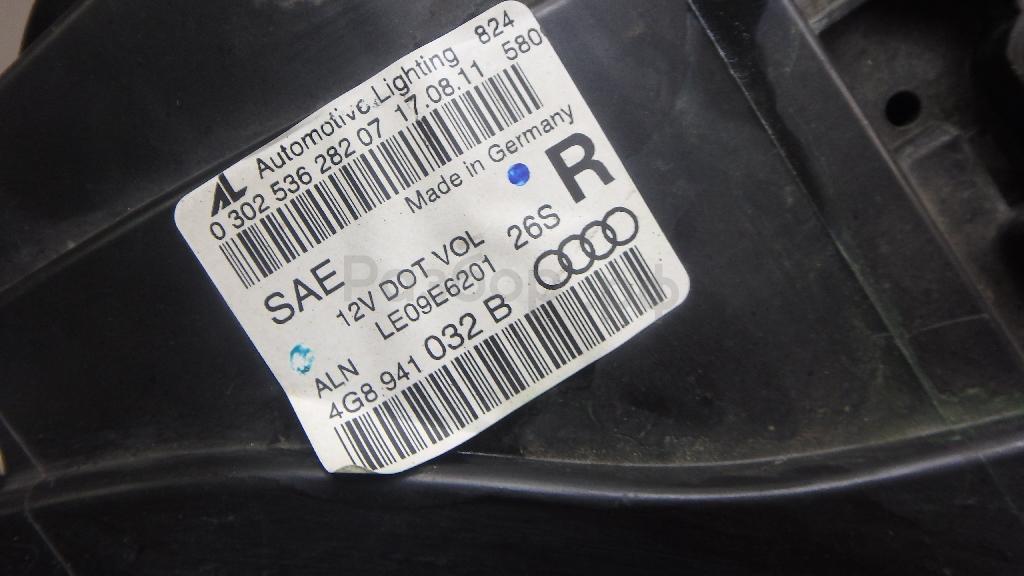 AL Automotive Lighting 824
0 302 536 282 07 17.08.11 580
Made in Germany
R
SAE
12V DOT VOL 26S
LE09E6201
ALN
4G8.941 032 B